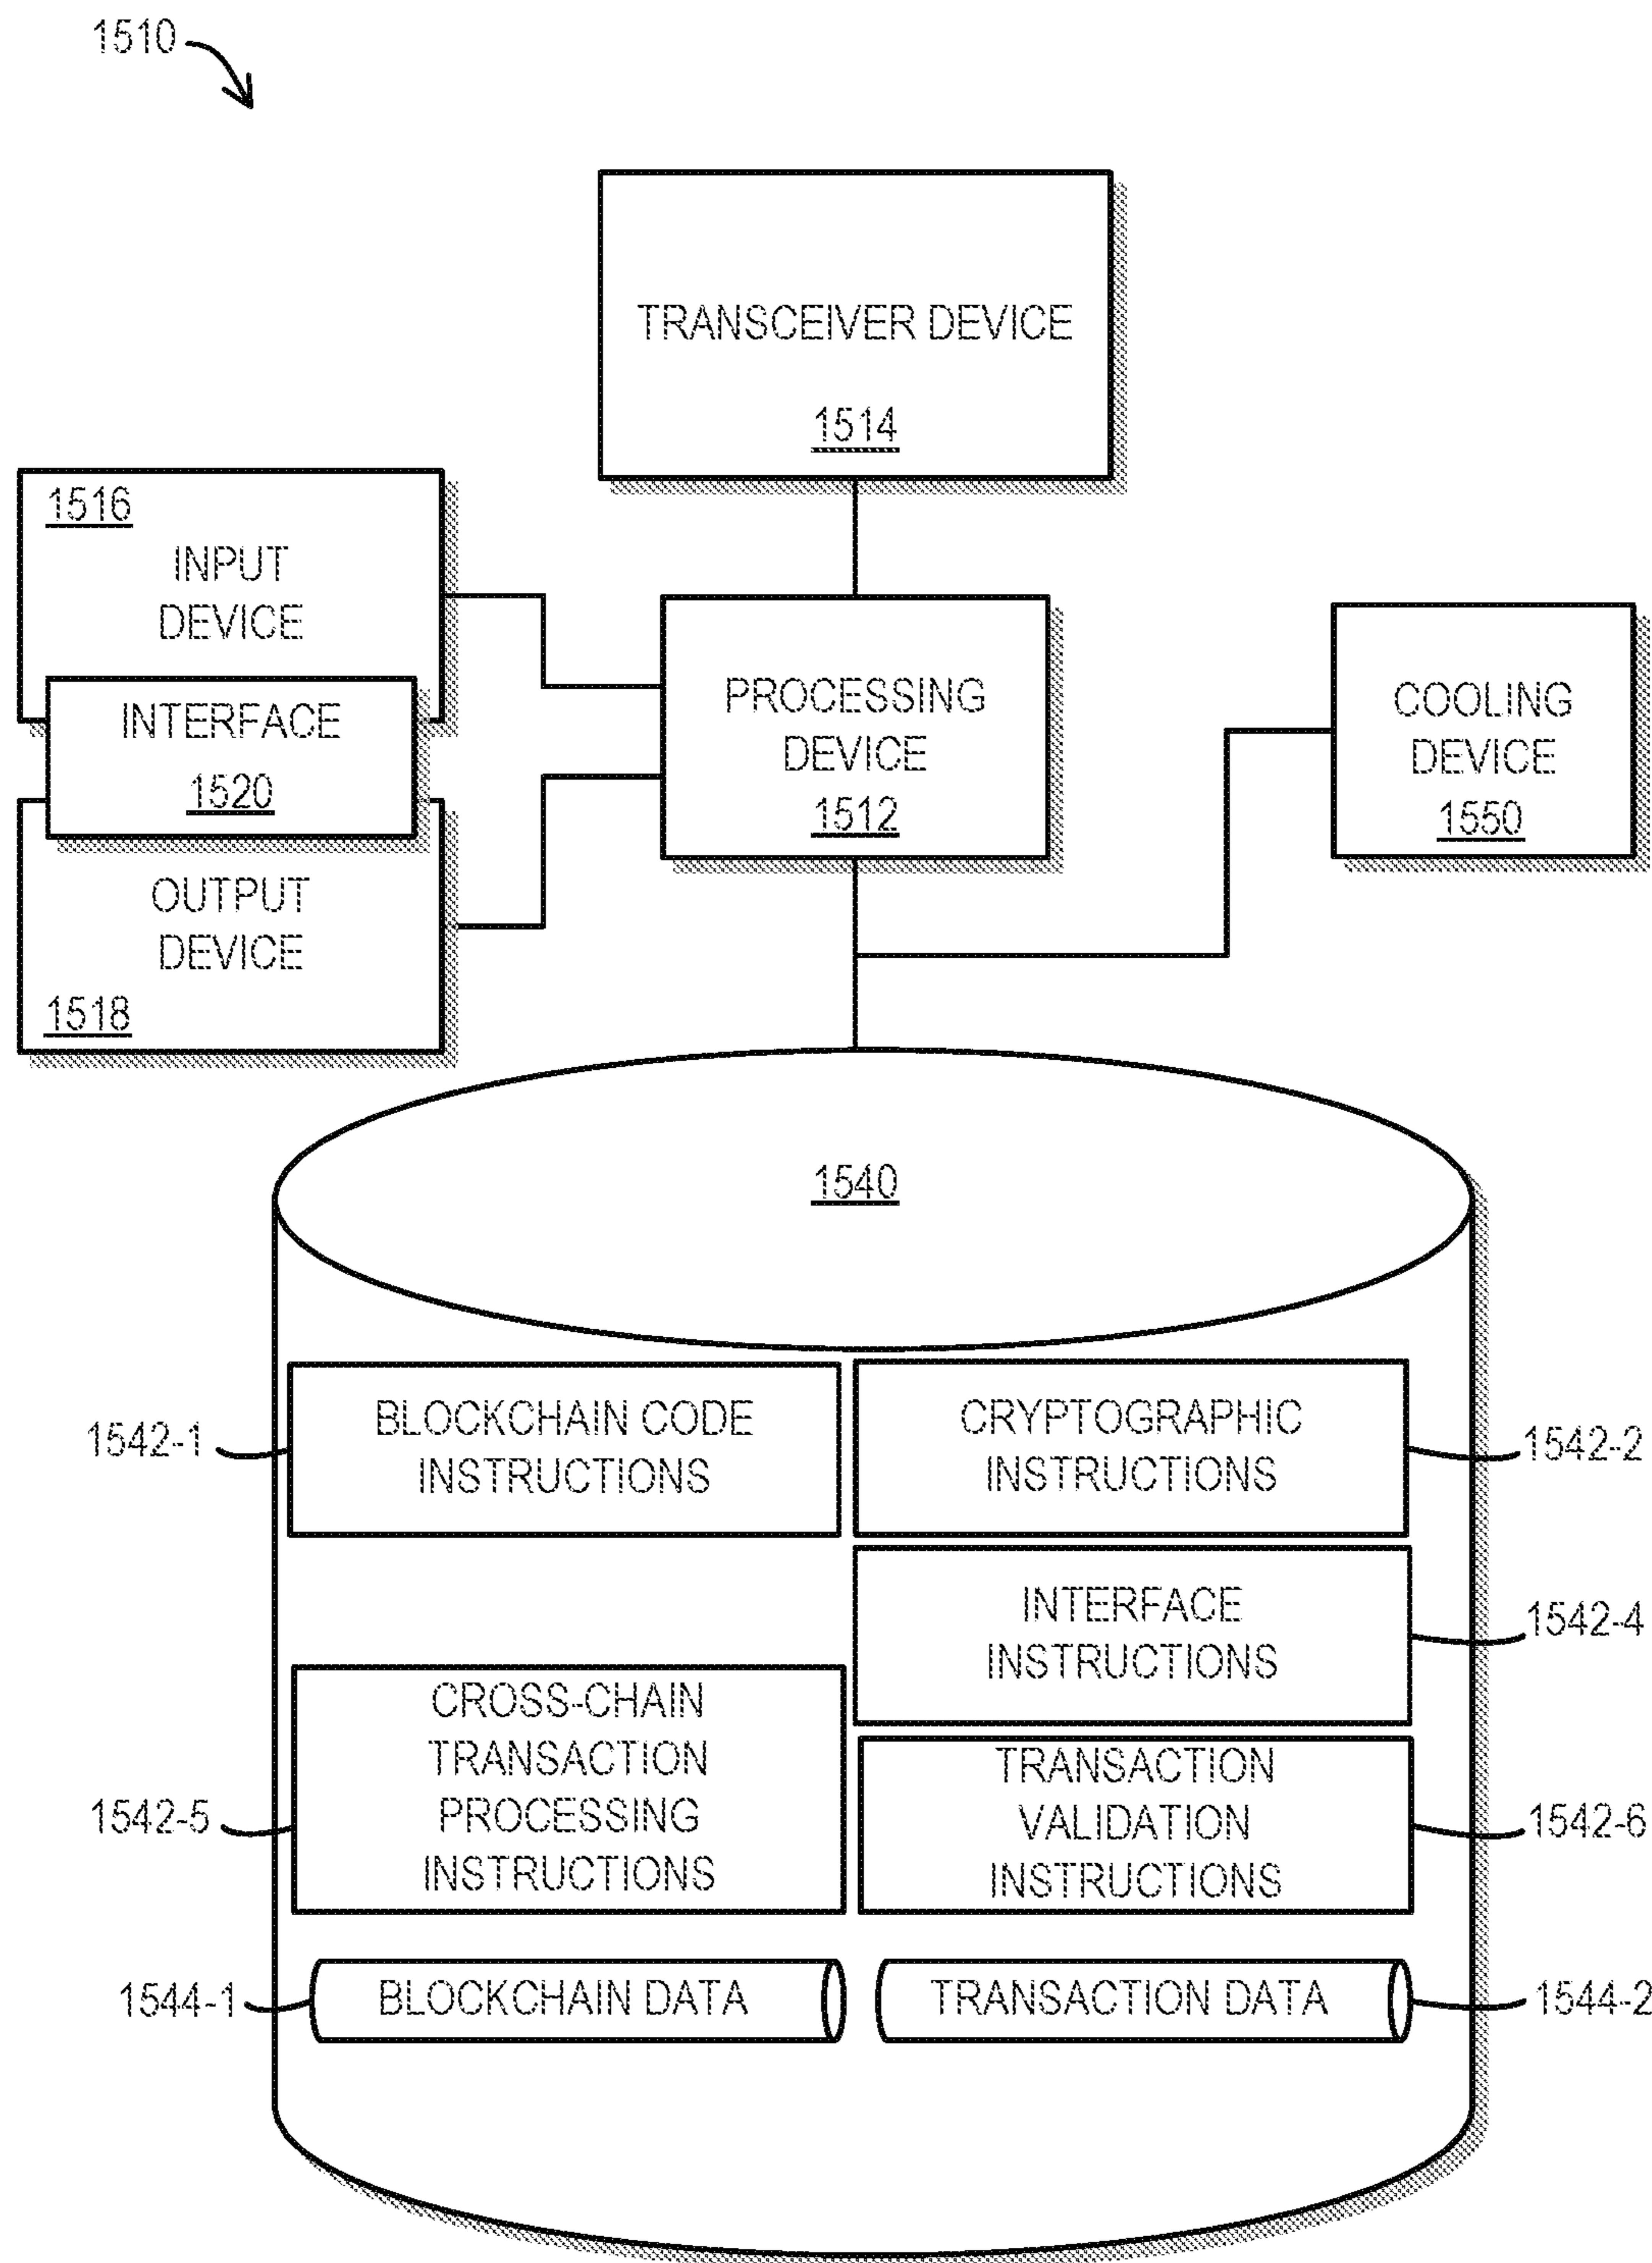 1510
TRANSCEIVER DEVICE
1514
1516
INPUT
DEVICE
INTERFACE
1520
OUTPUT
DEVICE
1518
PROCESSING
DEVICE
1512
COOLING
DEVICE
1550
1540
1542-1
BLOCKCHAIN CODE
INSTRUCTIONS
CRYPTOGRAPHIC
INSTRUCTIONS
1542-2
INTERFACE
INSTRUCTIONS
1542-4
1542-5
CROSS-CHAIN
TRANSACTION
PROCESSING
INSTRUCTIONS
TRANSACTION
VALIDATION
INSTRUCTIONS
1542-6
1544-1
BLOCKCHAIN DATA
TRANSACTION DATA
1544-2